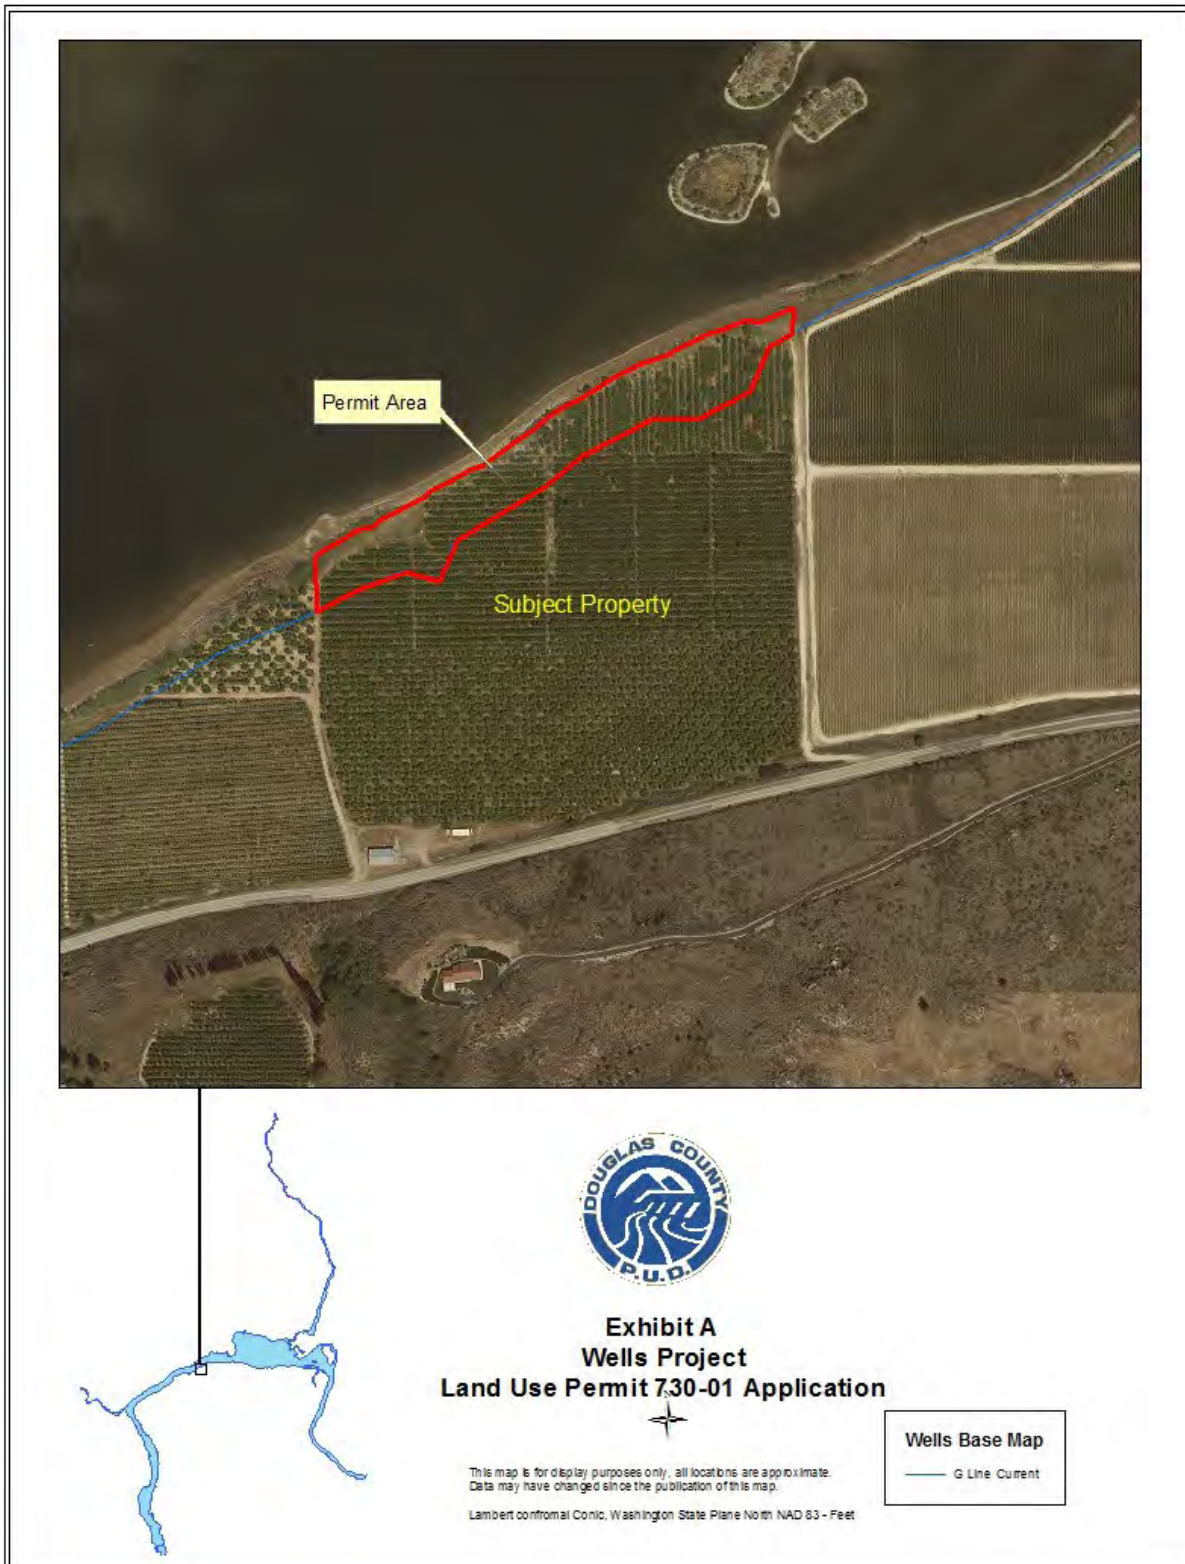 Permit Area
Subject Property
DOUGLAS COUNTY
P.U.D.
Exhibit A
Wells Project
Land Use Permit 730-01 Application
Wells Base Map
G Line Current
This map is for display purposes only, all locations are approximate.
Data may have changed since the publication of this map.
Lambert confromal Conic, Washington State Plane North NAD 83 - Feet